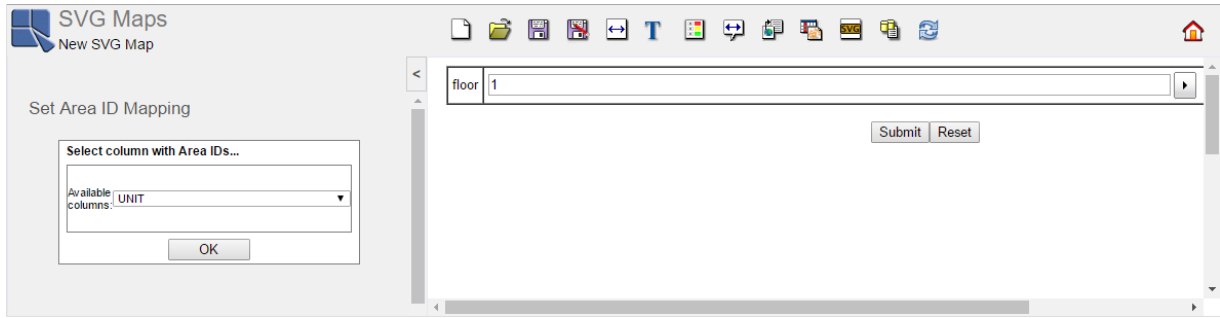 SVG Maps
New SVG Map
T
SVG
<
floor 1
Set Area ID Mapping
Submit Reset
Select column with Area IDs...
Available columns: UNIT
OK